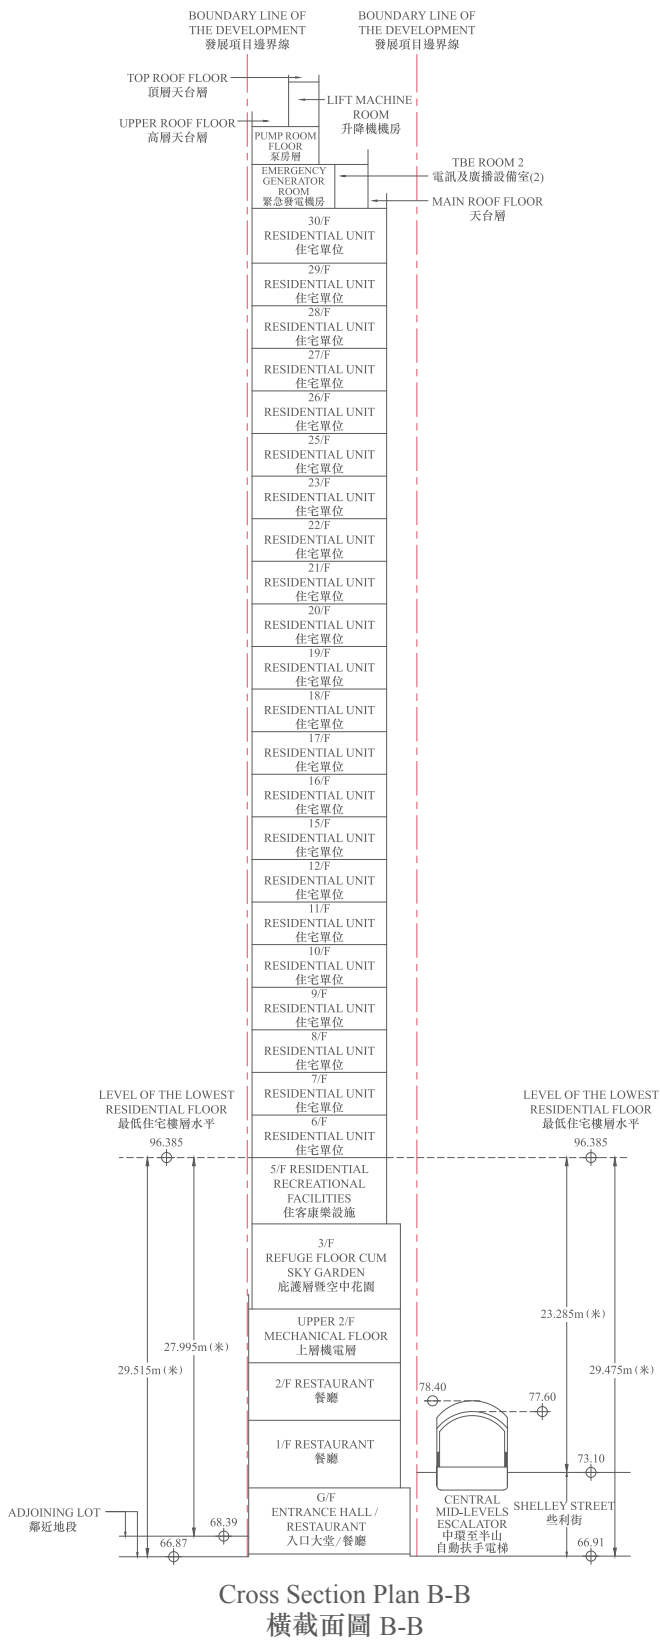 BOUNDARY LINE OF
THE DEVELOPMENT
發展項目邊界線
BOUNDARY LINE OF
THE DEVELOPMENT
發展項目邊界線
TOP ROOF FLOOR
頂層天台層
LIFT MACHINE
ROOM
升降機機房
UPPER ROOF FLOOR
高層天台層
PUMP ROOM
FLOOR
泵房層
EMERGENCY
GENERATOR
ROOM
緊急發電機房
TBE ROOM 2
電訊及廣播設備室(2)
MAIN ROOF FLOOR
天台層
30/F
RESIDENTIAL UNIT
住宅單位
29/F
RESIDENTIAL UNIT
住宅單位
28/F
RESIDENTIAL UNIT
住宅單位
27/F
RESIDENTIAL UNIT
住宅單位
26/F
RESIDENTIAL UNIT
住宅單位
25/F
RESIDENTIAL UNIT
住宅單位
23/F
RESIDENTIAL UNIT
住宅單位
22/F
RESIDENTIAL UNIT
住宅單位
21/F
RESIDENTIAL UNIT
住宅單位
20/F
RESIDENTIAL UNIT
住宅單位
19/F
RESIDENTIAL UNIT
住宅單位
18/F
RESIDENTIAL UNIT
住宅單位
17/F
RESIDENTIAL UNIT
住宅單位
16/F
RESIDENTIAL UNIT
住宅單位
15/F
RESIDENTIAL UNIT
住宅單位
12/F
RESIDENTIAL UNIT
住宅單位
11/F
RESIDENTIAL UNIT
住宅單位
10/F
RESIDENTIAL UNIT
住宅單位
9/F
RESIDENTIAL UNIT
住宅單位
8/F
RESIDENTIAL UNIT
住宅單位
7/F
RESIDENTIAL UNIT
住宅單位
6/F
RESIDENTIAL UNIT
住宅單位
LEVEL OF THE LOWEST
RESIDENTIAL FLOOR
最低住宅樓層水平
96.385
LEVEL OF THE LOWEST
RESIDENTIAL FLOOR
最低住宅樓層水平
96.385
5/F RESIDENTIAL
RECREATIONAL
FACILITIES
住客康樂設施
3/F
REFUGE FLOOR CUM
SKY GARDEN
庇護層暨空中花園
UPPER 2/F
MECHANICAL FLOOR
上層機電層
23.285m (米)
27.995m (米)
29.515m (米)
29.475m (米)
2/F RESTAURANT
餐廳
78.40
77.60
1/F RESTAURANT
餐廳
73.10
G/F
ENTRANCE HALL /
RESTAURANT
入口大堂/餐廳
CENTRAL
MID-LEVELS
ESCALATOR
中環至半山
自動扶手電梯
SHELLEY STREET
些利街
ADJOINING LOT
鄰近地段
68.39
66.87
66.91
Cross Section Plan B-B
橫截面圖 B-B